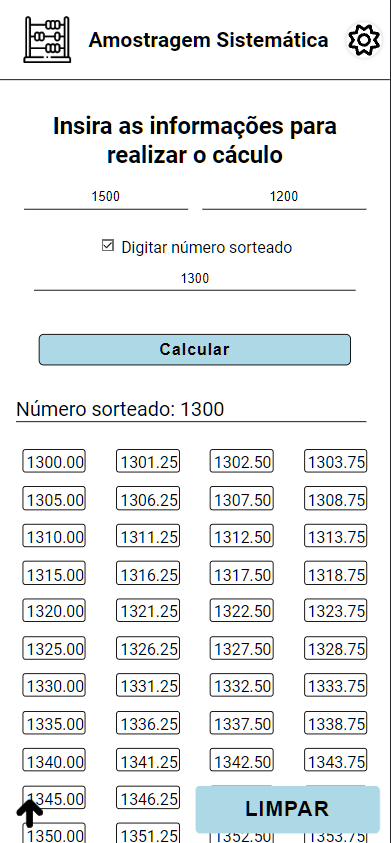 Amostragem Sistemática
Insira as informações para
realizar o cáculo
1500 1200
Digitar número sorteado
1300
Calcular
Número sorteado: 1300
1300.00 1301.25 1302.50 1303.75
1305.00 1306.25 1307.50 1308.75
1310.00 1311.25 1312.50 1313.75
1315.00 1316.25 1317.50 1318.75
1320.00 1321.25 1322.50 1323.75
1325.00 1326.25 1327.50 1328.75
1330.00 1331.25 1332.50 1333.75
1335.00 1336.25 1337.50 1338.75
1340.00 1341.25 1342.50 1343.75
1345.00 1346.25
LIMPAR
1350.00 1351.25 1352.50 1353.75